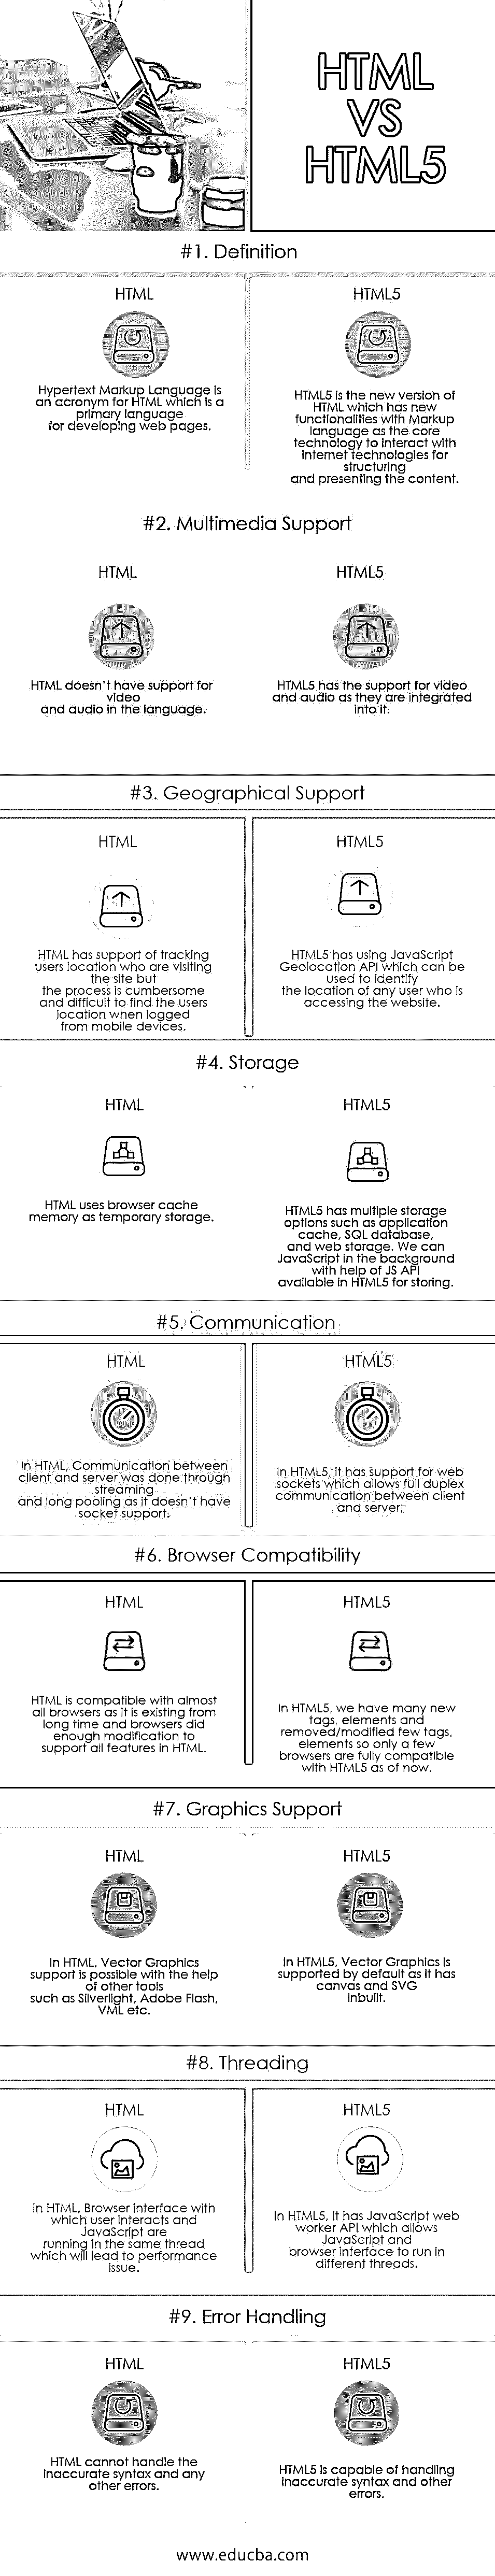 HTML
VS
HTML5
#1. Definition
HTML
Hypertext Markup Language is
an acronym for HTML which is a
primary language
for developing web pages.
HTML5
HTML5 is the new version of
HTML which has new
functionalities with Markup
language as the core
technology to interact with
internet technologies for
structuring
and presenting the content.
#2. Multimedia Support
HTML
HTML doesn't have support for
video
and audio in the language.
HTML5
HTML5 has the support for video
and audio as they are integrated
into it.
#3. Geographical Support
HTML
HTML has support of tracking
users location who are visiting
the site but
the process is cumbersome
and difficult to find the users
location when logged
from mobile devices.
HTML5
HTML5 has using JavaScript
Geolocation API which can be
used to identify
the location of any user who is
accessing the website.
#4. Storage
HTML
HTML uses browser cache
memory as temporary storage.
HTML5
HTML5 has multiple storage
options such as application
cache, SQL database,
and web storage. We can
JavaScript in the background
with help of JS API
available in HTML5 for storing.
#5. Communication
HTML
In HTML, Communication between
client and server was done through
streaming
and long pooling as it doesn't have
socket support.
HTML5
In HTML5, it has support for web
sockets which allows full duplex
communication between client
and server.
#6. Browser Compatibility
HTML
HTML is compatible with almost
all browsers as it is existing from
long time and browsers did
enough modification to
support all features in HTML.
HTML5
In HTML5, we have many new
tags, elements and
removed/modified few tags,
elements so only a few
browsers are fully compatible
with HTML5 as of now.
#7. Graphics Support
HTML
In HTML, Vector Graphics
support is possible with the help
of other tools
such as Silverlight, Adobe Flash,
VML etc.
HTML5
In HTML5, Vector Graphics is
supported by default as it has
canvas and SVG
inbuilt.
#8. Threading
HTML
In HTML, Browser interface with
which user interacts and
JavaScript are
running in the same thread
which will lead to performance
issue.
HTML5
In HTML5, it has JavaScript web
worker API which allows
JavaScript and
browser interface to run in
different threads.
#9. Error Handling
HTML
HTML cannot handle the
inaccurate syntax and any
other errors.
HTML5
HTML5 is capable of handling
inaccurate syntax and other
errors.
www.educba.com